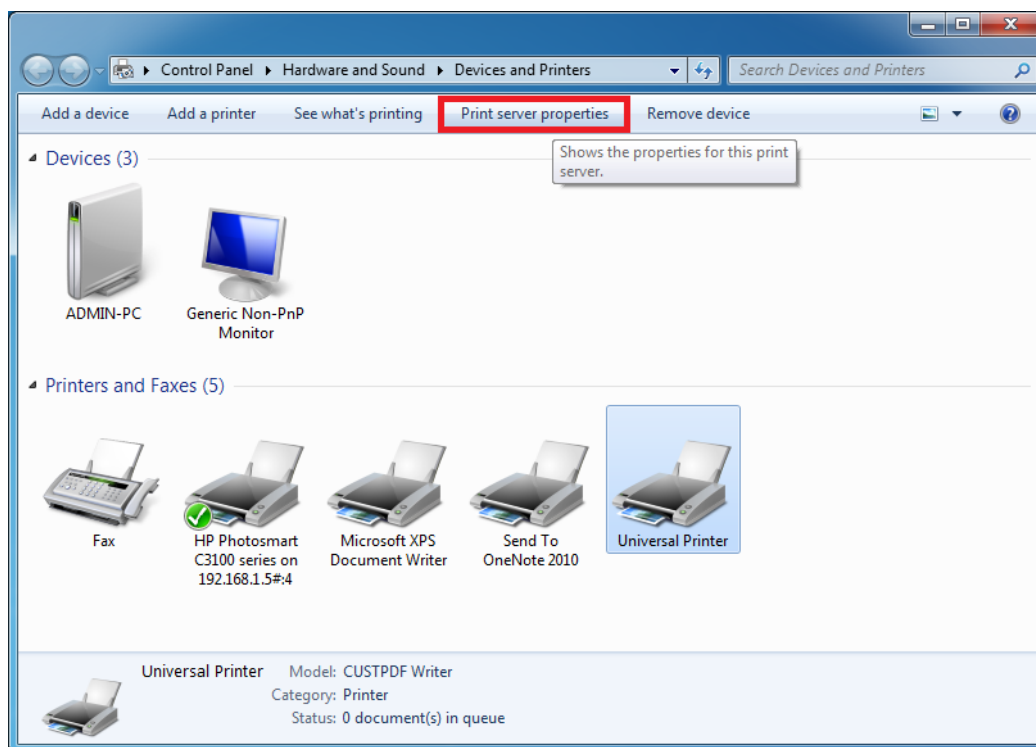 Control Panel Hardware and Sound Devices and Printers Search Devices and Printers
Add a device Add a printer See what's printing Print server properties Remove device
Shows the properties for this print
server.
Devices (3)
ADMIN-PC
Generic Non-PnP
Monitor
Printers and Faxes (5)
Fax
HP Photosmart
C3100 series on
192.168.1.5#:4
Microsoft XPS
Document Writer
Send To
OneNote 2010
Universal Printer
Universal Printer Model: CUSTPDF Writer
Category: Printer
Status: 0 document(s) in queue